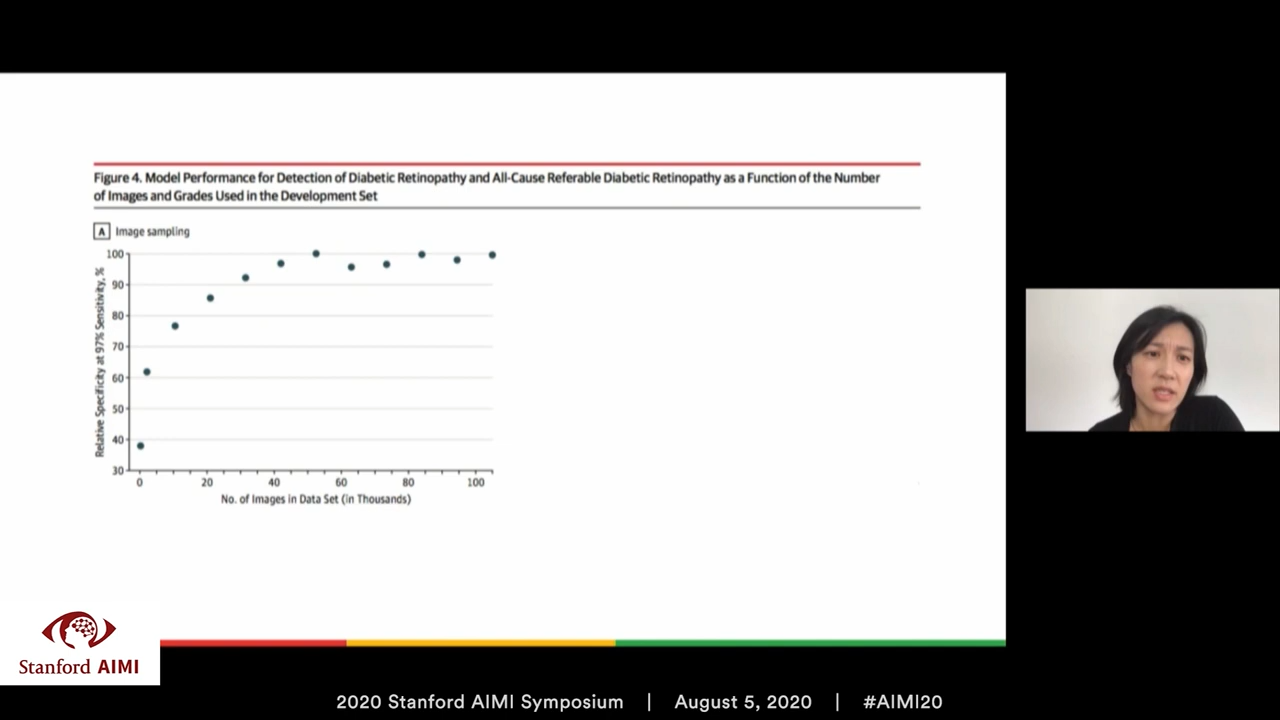 Figure 4. Model Performance for Detection of Diabetic Retinopathy and All-Cause Referable Diabetic Retinopathy as a Function of the Number
of Images and Grades Used in the Development Set
A Image sampling
Relative Specificity at 97% Sensitivity, %
100
90
80
70
60
50
40
30
0 20 40 60 80 100
No. of Images in Data Set (in Thousands)
Stanford AIMI
2020 Stanford AIMI Symposium | August 5, 2020 | #AIMI20